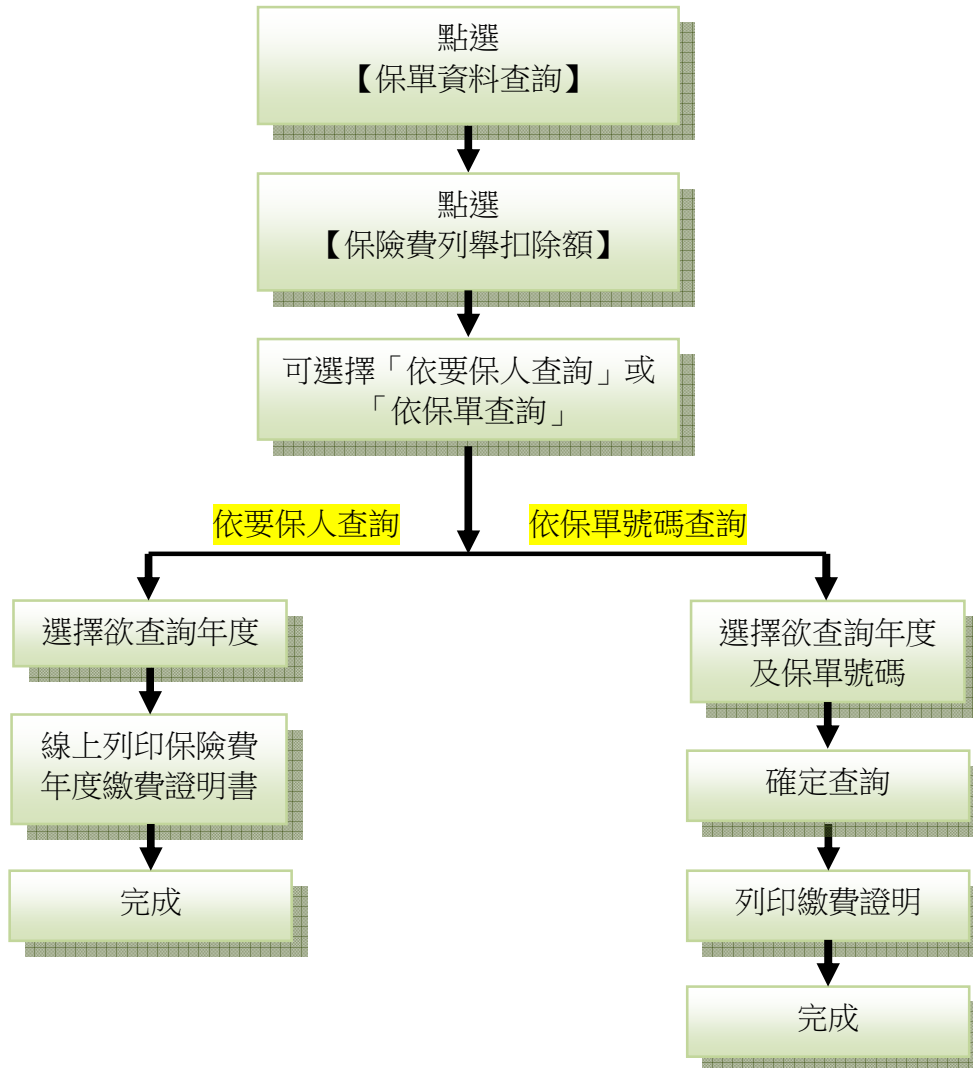 點選
【保單資料查詢】
點選
【保險費列舉扣除額】
可選擇「依要保人查詢」或
「依保單查詢」
依要保人查詢
依保單號碼查詢
選擇欲查詢年度
線上列印保險費
年度繳費證明書
完成
選擇欲查詢年度
及保單號碼
確定查詢
列印繳費證明
完成